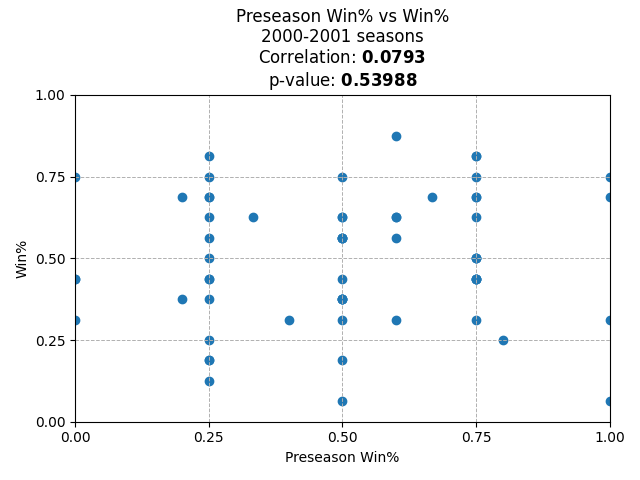 Preseason Win% vs Win%
2000-2001 seasons
Correlation: 0.0793
p-value: 0.53988
1.00
0.75
0.50
0.25
0.00
Win%
0.00 0.25 0.50 0.75 1.00
Preseason Win%